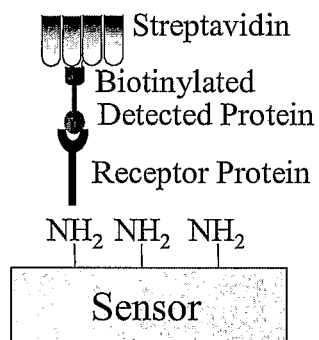 Streptavidin
Biotinylated
Detected Protein
Receptor Protein
NH2 NH2 NH2
Sensor